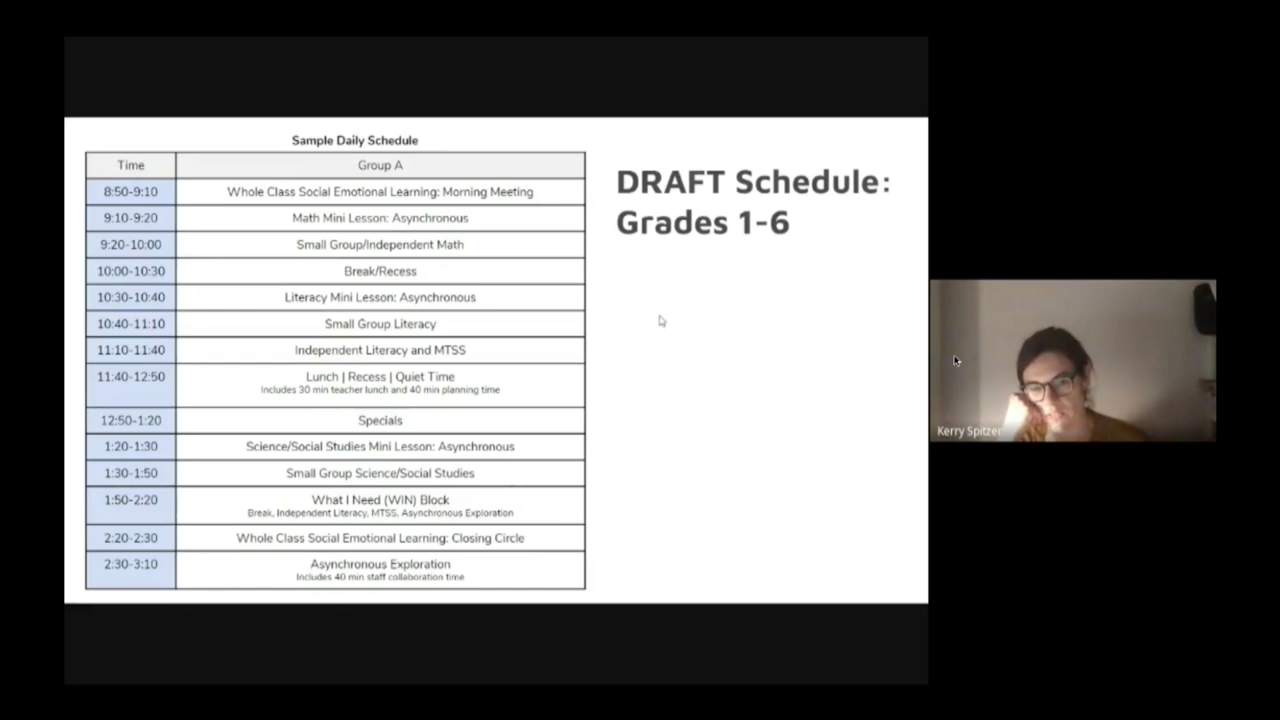 Sample Daily Schedule
Time Group A
8:50-9:10 Whole Class Social Emotional Learning: Morning Meeting
9:10-9:20 Math Mini Lesson: Asynchronous
9:20-10:00 Small Group/Independent Math
10:00-10:30 Break/Recess
10:30-10:40 Literacy Mini Lesson: Asynchronous
10:40-11:10 Small Group Literacy
11:10-11:40 Independent Literacy and MTSS
11:40-12:50 Lunch | Recess | Quiet Time
Includes 30 min teacher lunch and 40 min planning time
12:50-1:20 Specials
1:20-1:30 Science/Social Studies Mini Lesson: Asynchronous
1:30-1:50 Small Group Science/Social Studies
1:50-2:20 What I Need (WIN) Block
Break, Independent Literacy, MTSS, Asynchronous Exploration
2:20-2:30 Whole Class Social Emotional Learning: Closing Circle
2:30-3:10 Asynchronous Exploration
Includes 40 min staff collaboration time
DRAFT Schedule:
Grades 1-6
Kerry Spitzer